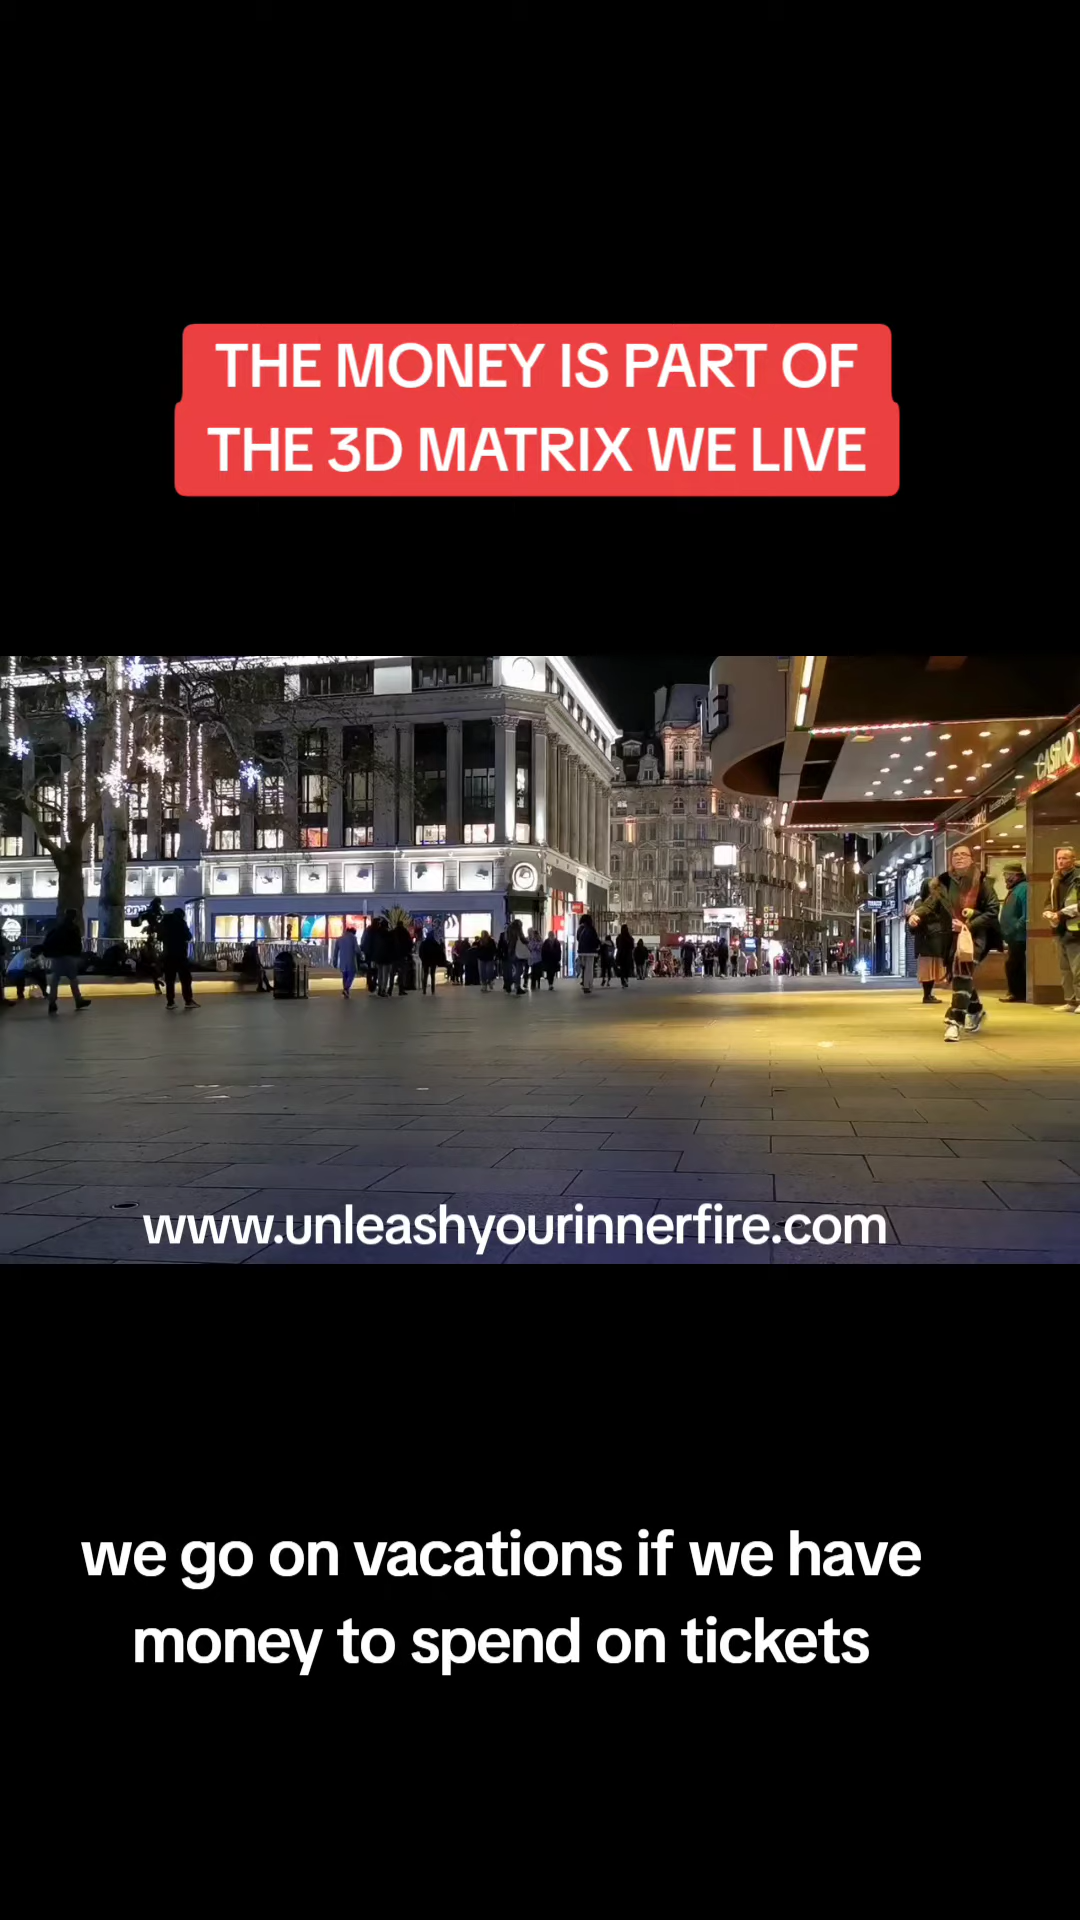 THE MONEY IS PART OF
THE 3D MATRIX WE LIVE
CASINO
www.unleashyourinnerfire.com
we go on vacations if we have
money to spend on tickets